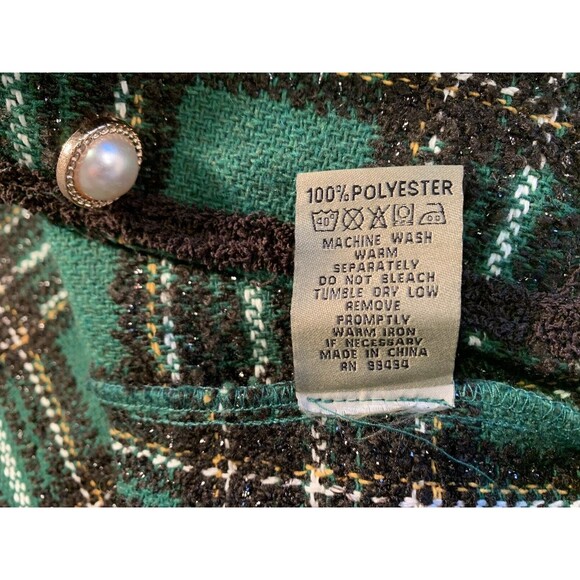 100% POLYESTER
40°
MACHINE WASH
WARM
SEPARATELY
DO NOT BLEACH
TUMBLE DRY LOW
REMOVE
PROMPTLY
WARM IRON
IF NECESSARY
MADE IN CHINA
RN 99494